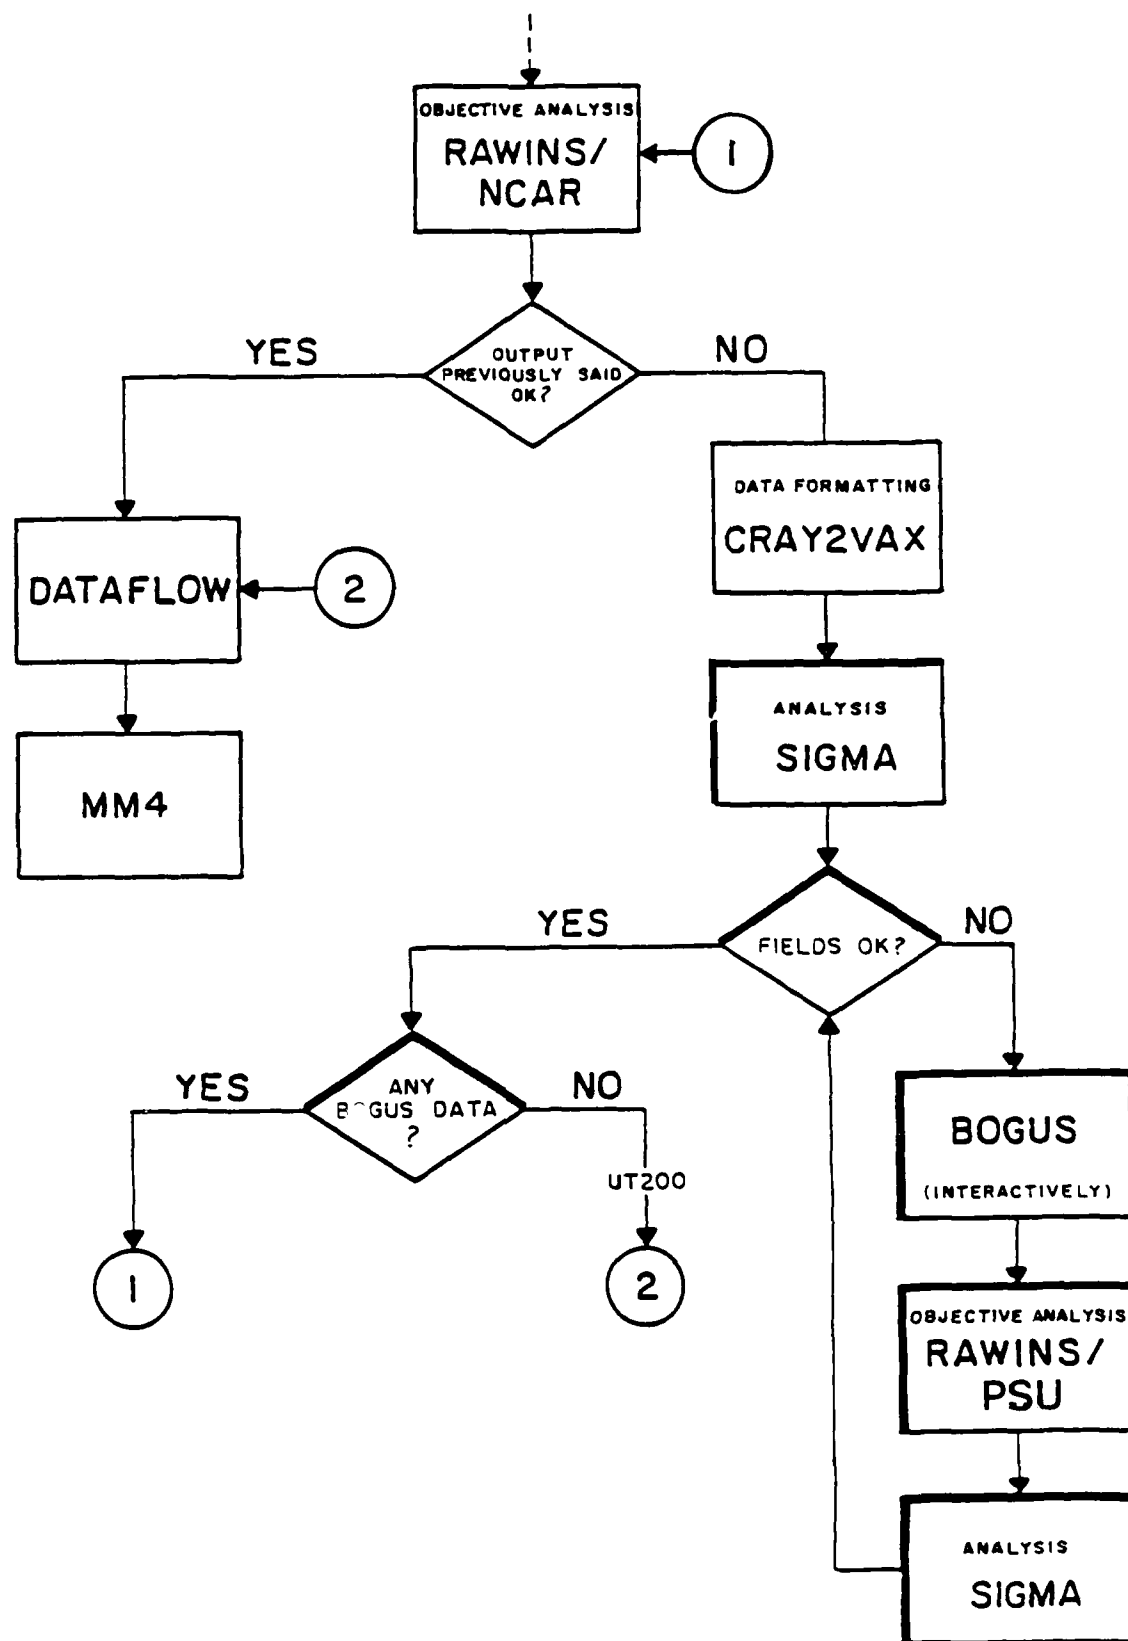 OBJECTIVE ANALYSIS
RAWINS/
NCAR
1
YES
NO
OUTPUT
PREVIOUSLY SAID
OK?
DATA FORMATTING
CRAY2VAX
DATAFLOW
2
ANALYSIS
SIGMA
MM4
YES
NO
FIELDS OK?
YES
NO
ANY
DATA
?
UT200
BOGUS
(INTERACTIVELY)
1
2
OBJECTIVE ANALYSIS
RAWINS/
PSU
ANALYSIS
SIGMA